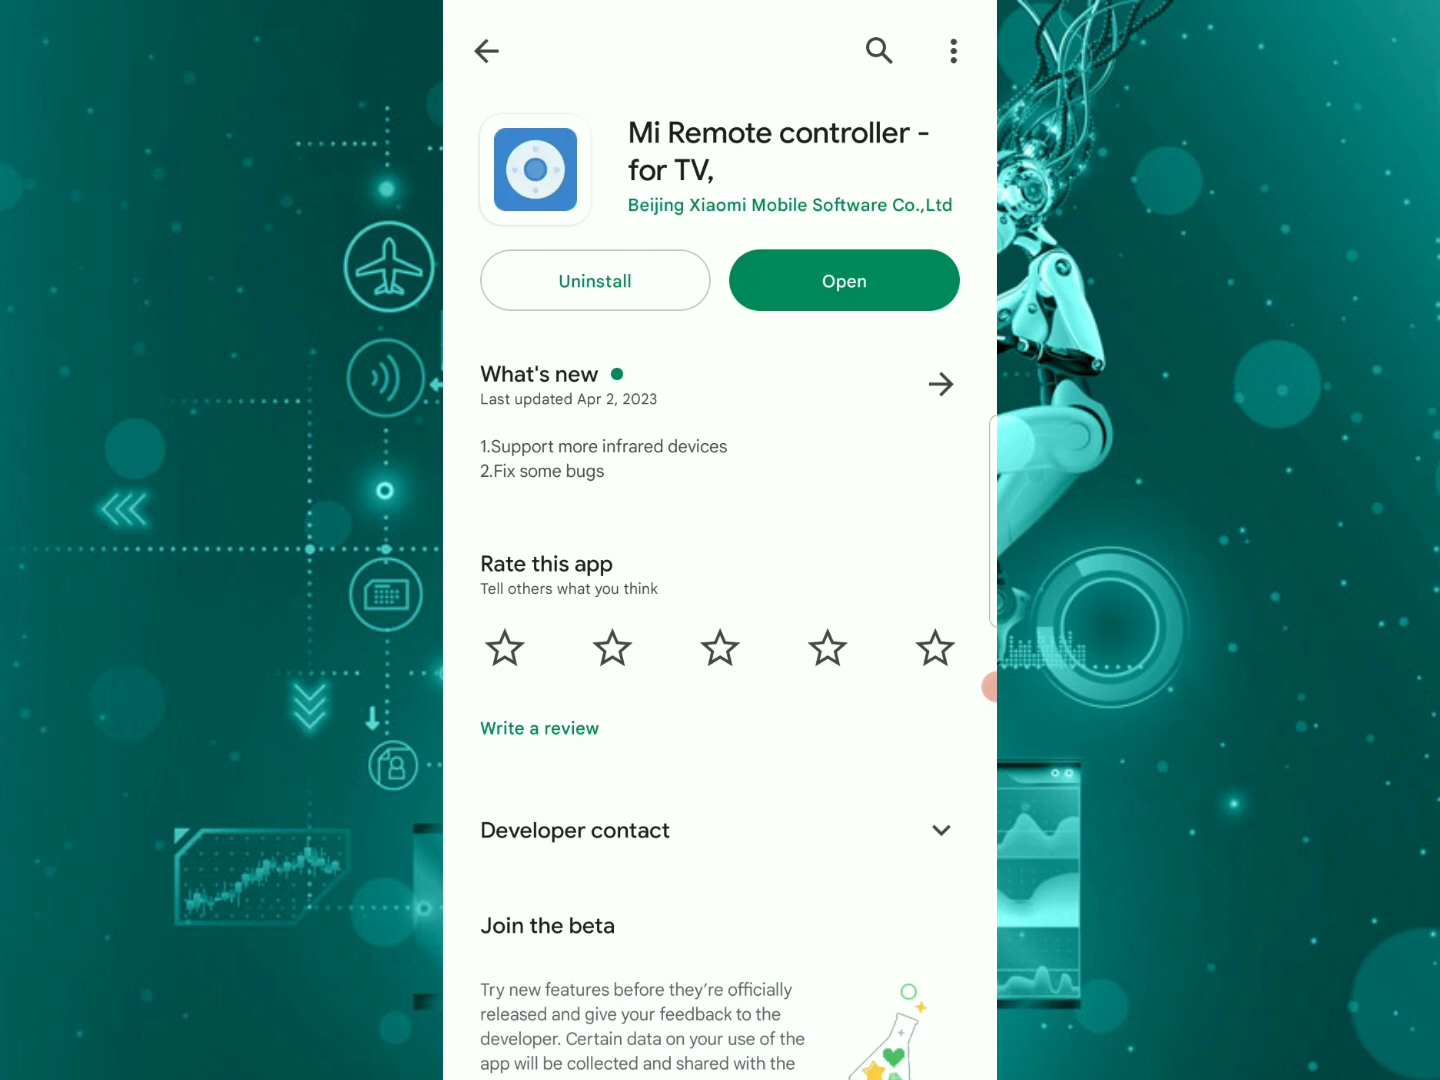 Mi Remote controller -
for TV,
Beijing Xiaomi Mobile Software Co.,Ltd
Uninstall
Open
What's new
Last updated Apr 2, 2023
1.Support more infrared devices
2.Fix some bugs
Rate this app
Tell others what you think
Write a review
Developer contact
Join the beta
Try new features before they’re officially
released and give your feedback to the
developer. Certain data on your use of the
app will be collected and shared with the